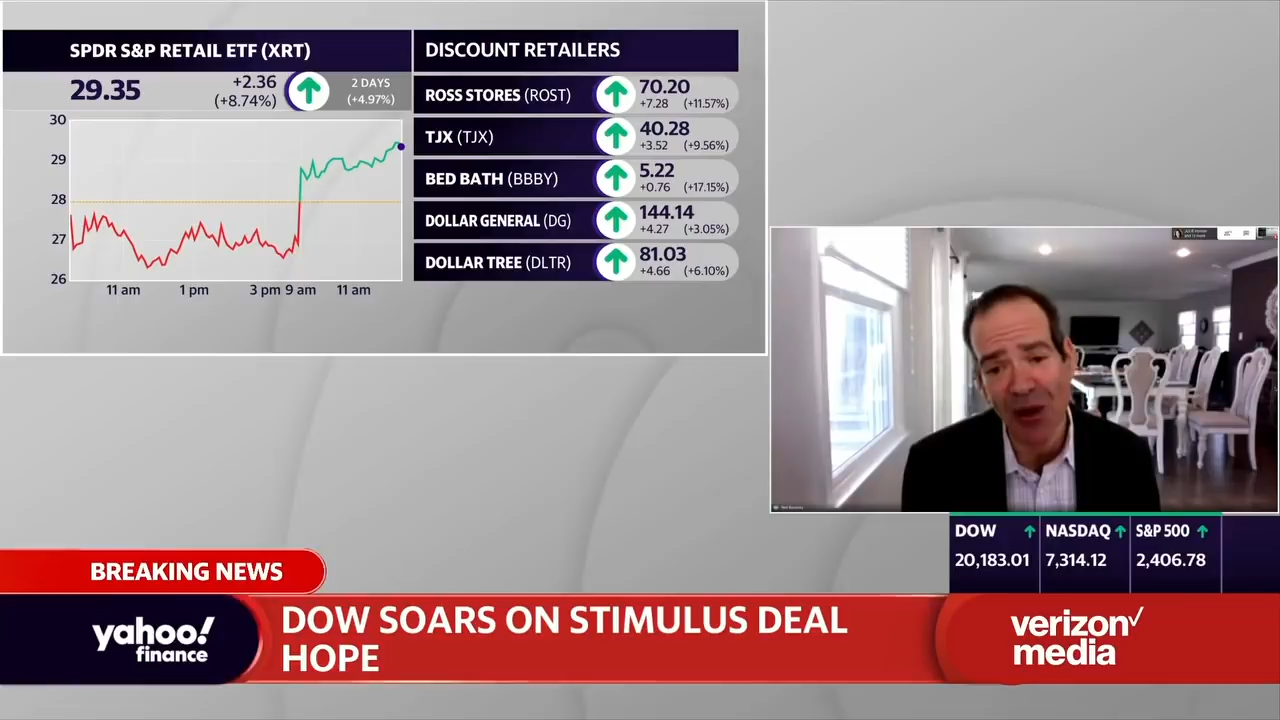 SPDR S&P RETAIL ETF (XRT)
29.35
+2.36
(+8.74%)
2 DAYS
(+4.97%)
30
29
28
27
26
11 am
1 pm
3 pm
9 am
11 am
DISCOUNT RETAILERS
ROSS STORES (ROST)
70.20
+7.28 (+11.57%)
TJX (TJX)
40.28
+3.52 (+9.56%)
BED BATH (BBBY)
5.22
+0.76 (+17.15%)
DOLLAR GENERAL (DG)
144.14
+4.27 (+3.05%)
DOLLAR TREE (DLTR)
81.03
+4.66 (+6.10%)
DOW
20,183.01
NASDAQ
7,314.12
S&P 500
2,406.78
BREAKING NEWS
yahoo!
finance
DOW SOARS ON STIMULUS DEAL
HOPE
verizon
media